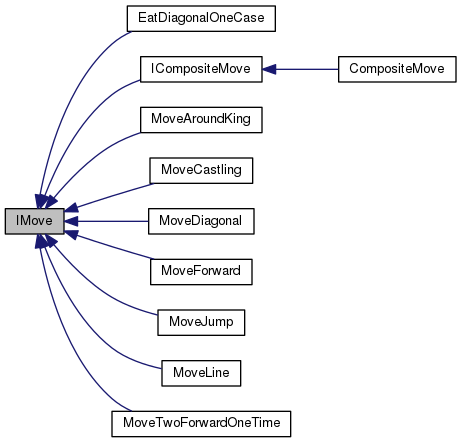 EatDiagonalOneCase
ICompositeMove
CompositeMove
MoveAroundKing
MoveCastling
IMove
MoveDiagonal
MoveForward
MoveJump
MoveLine
MoveTwoForwardOneTime